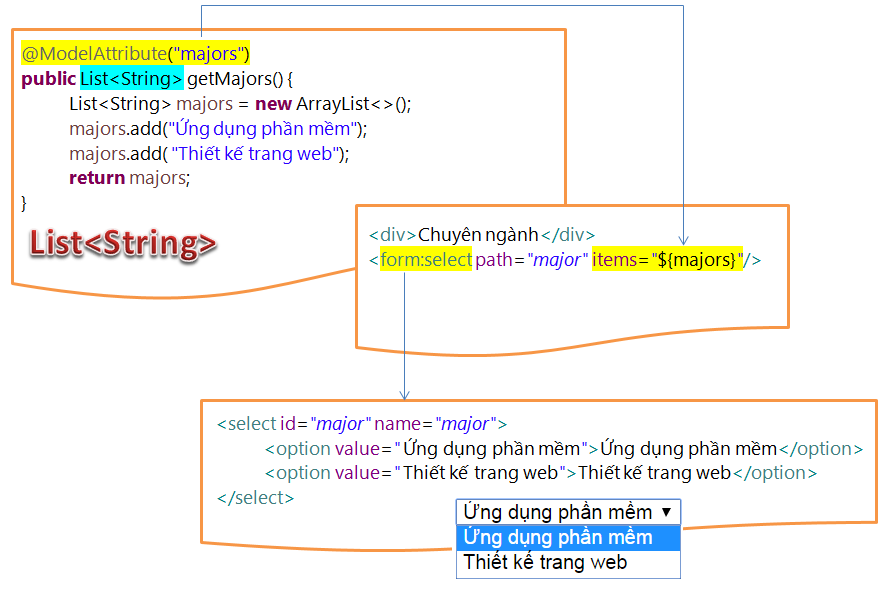 @ModelAttribute("majors")
public List<String> getMajors() {
List<String> majors = new ArrayList<>();
majors.add("Ứng dụng phần mềm");
majors.add( "Thiết kế trang web");
return majors;
}
List<String>
<div>Chuyên ngành</div>
<form:select path="major" items="${majors}"/>
<select id="major" name="major">
<option value="Ứng dụng phần mềm">Ứng dụng phần mềm</option>
<option value="Thiết kế trang web">Thiết kế trang web</option>
</select>
Ứng dụng phần mềm ▼
Ứng dụng phần mềm
Thiết kế trang web